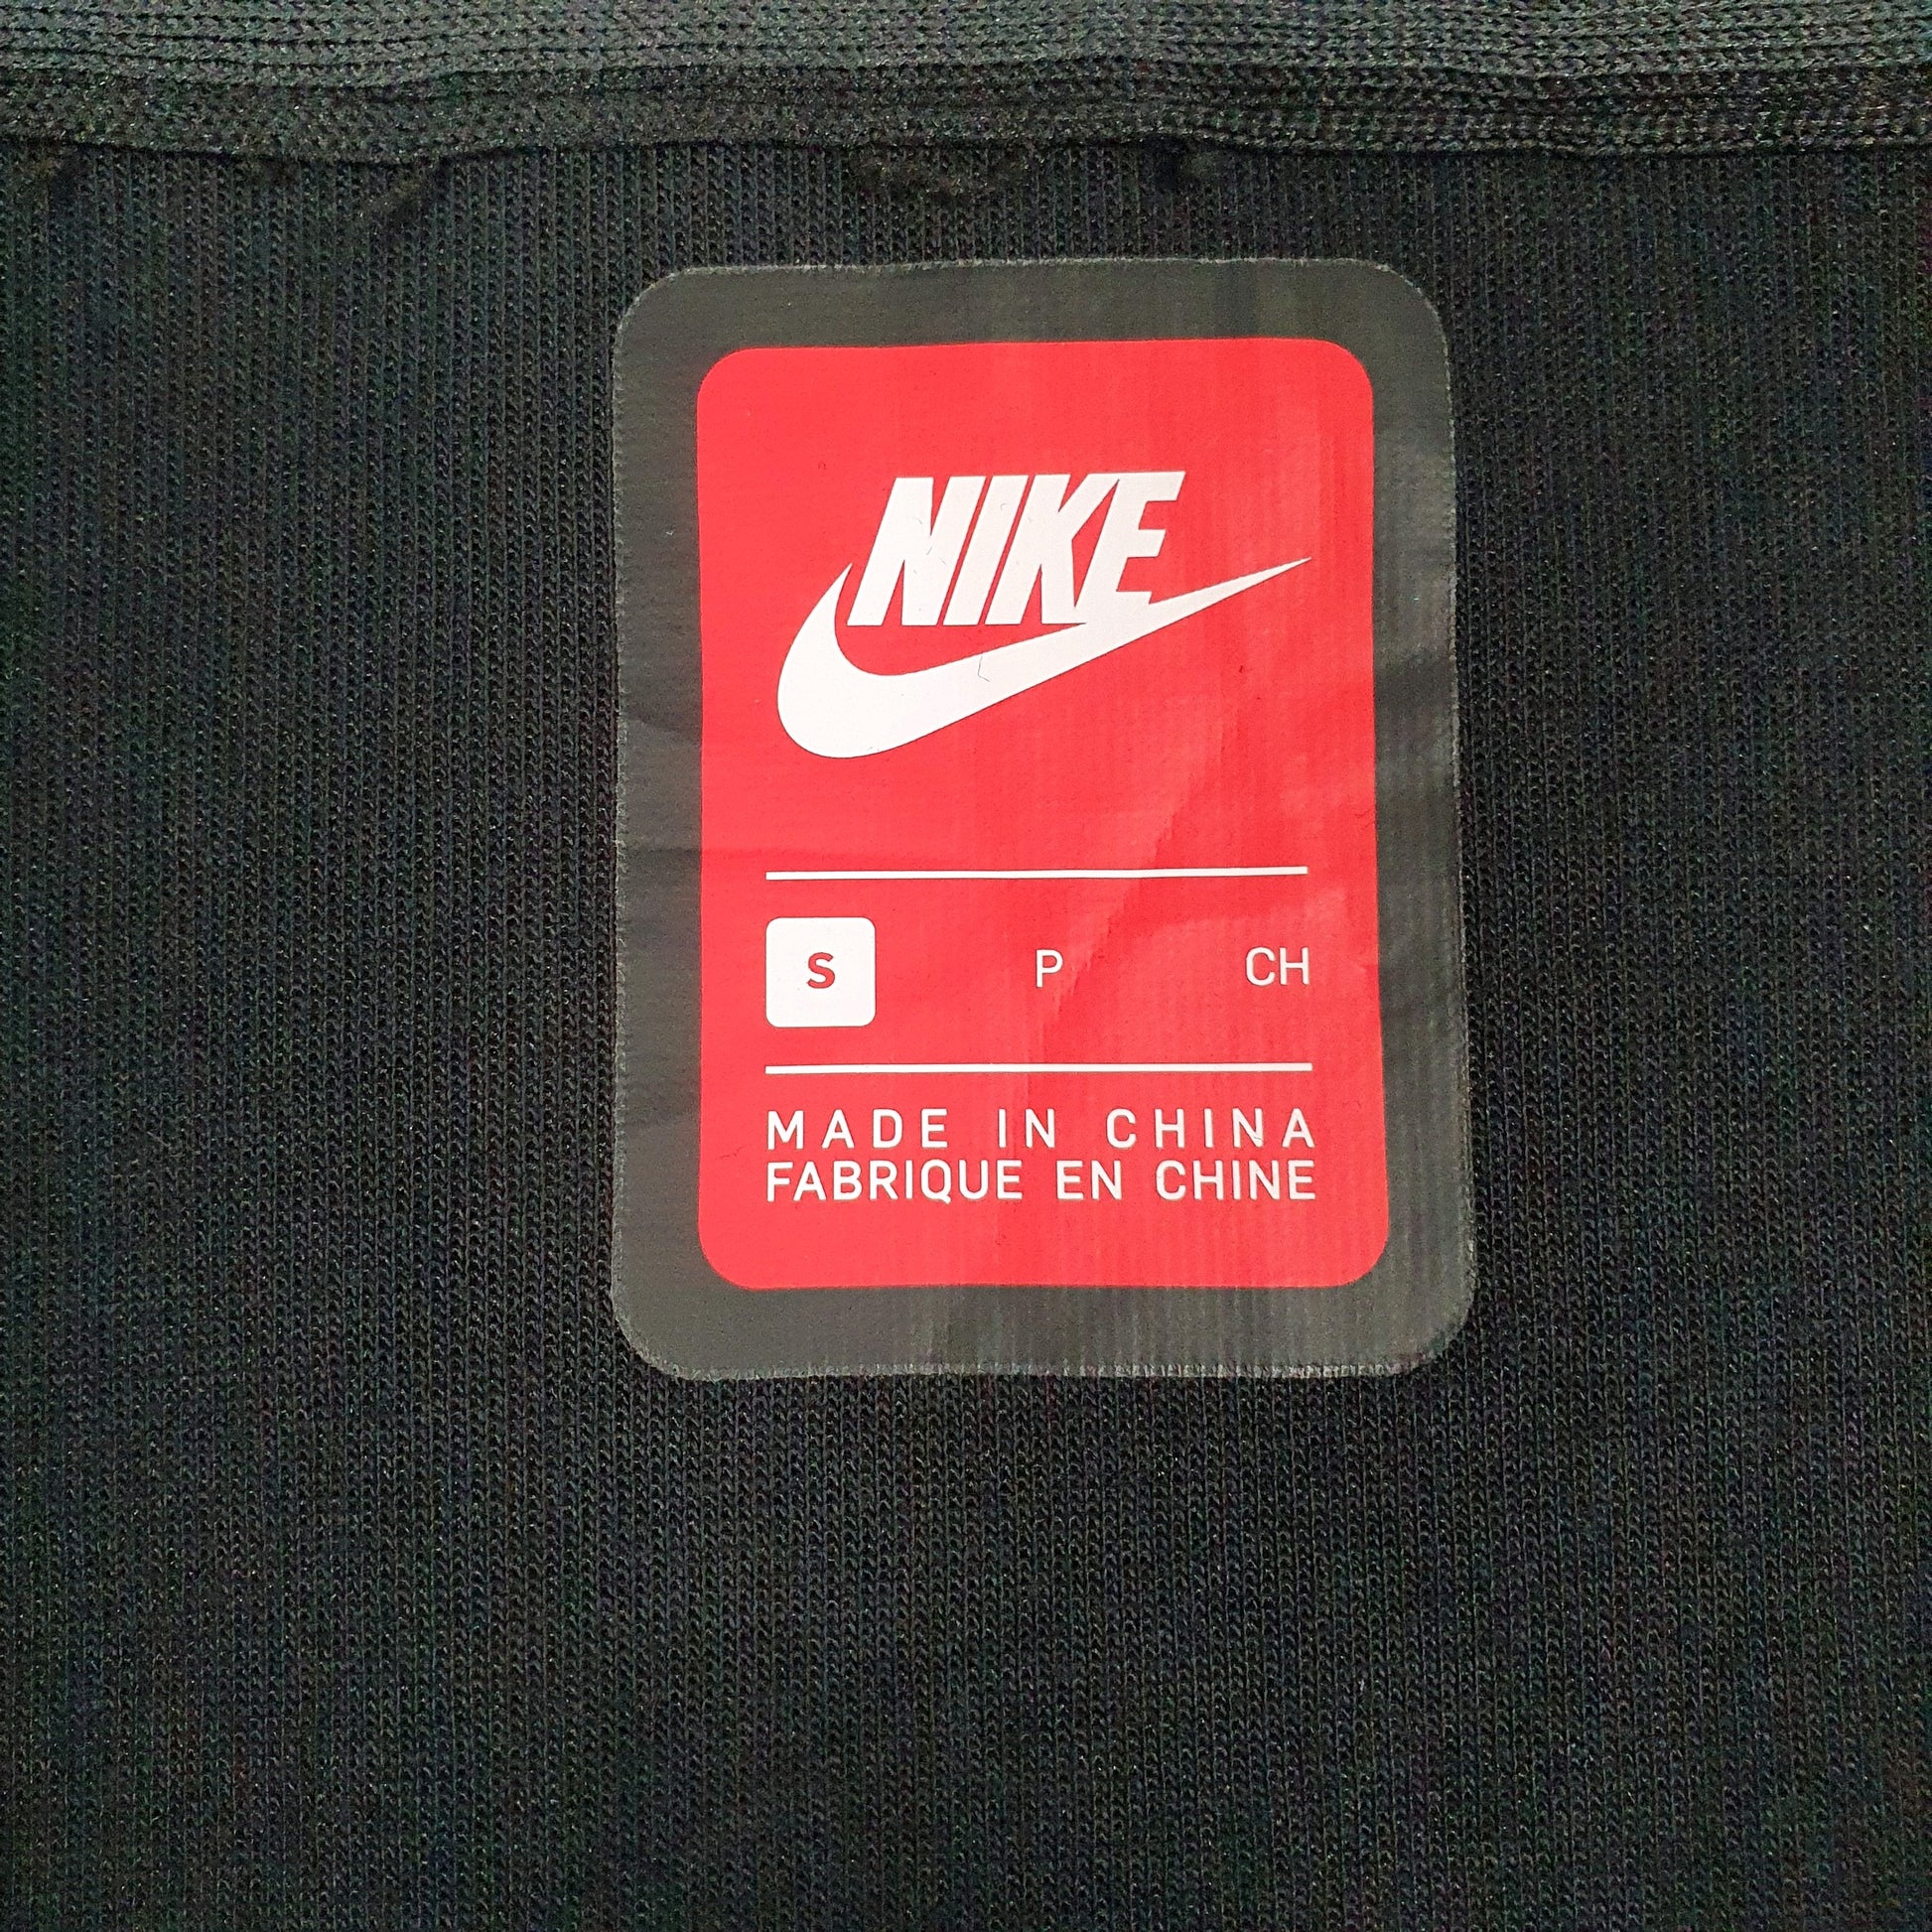 NIKE
S P CH
MADE IN CHINA
FABRIQUE EN CHINE